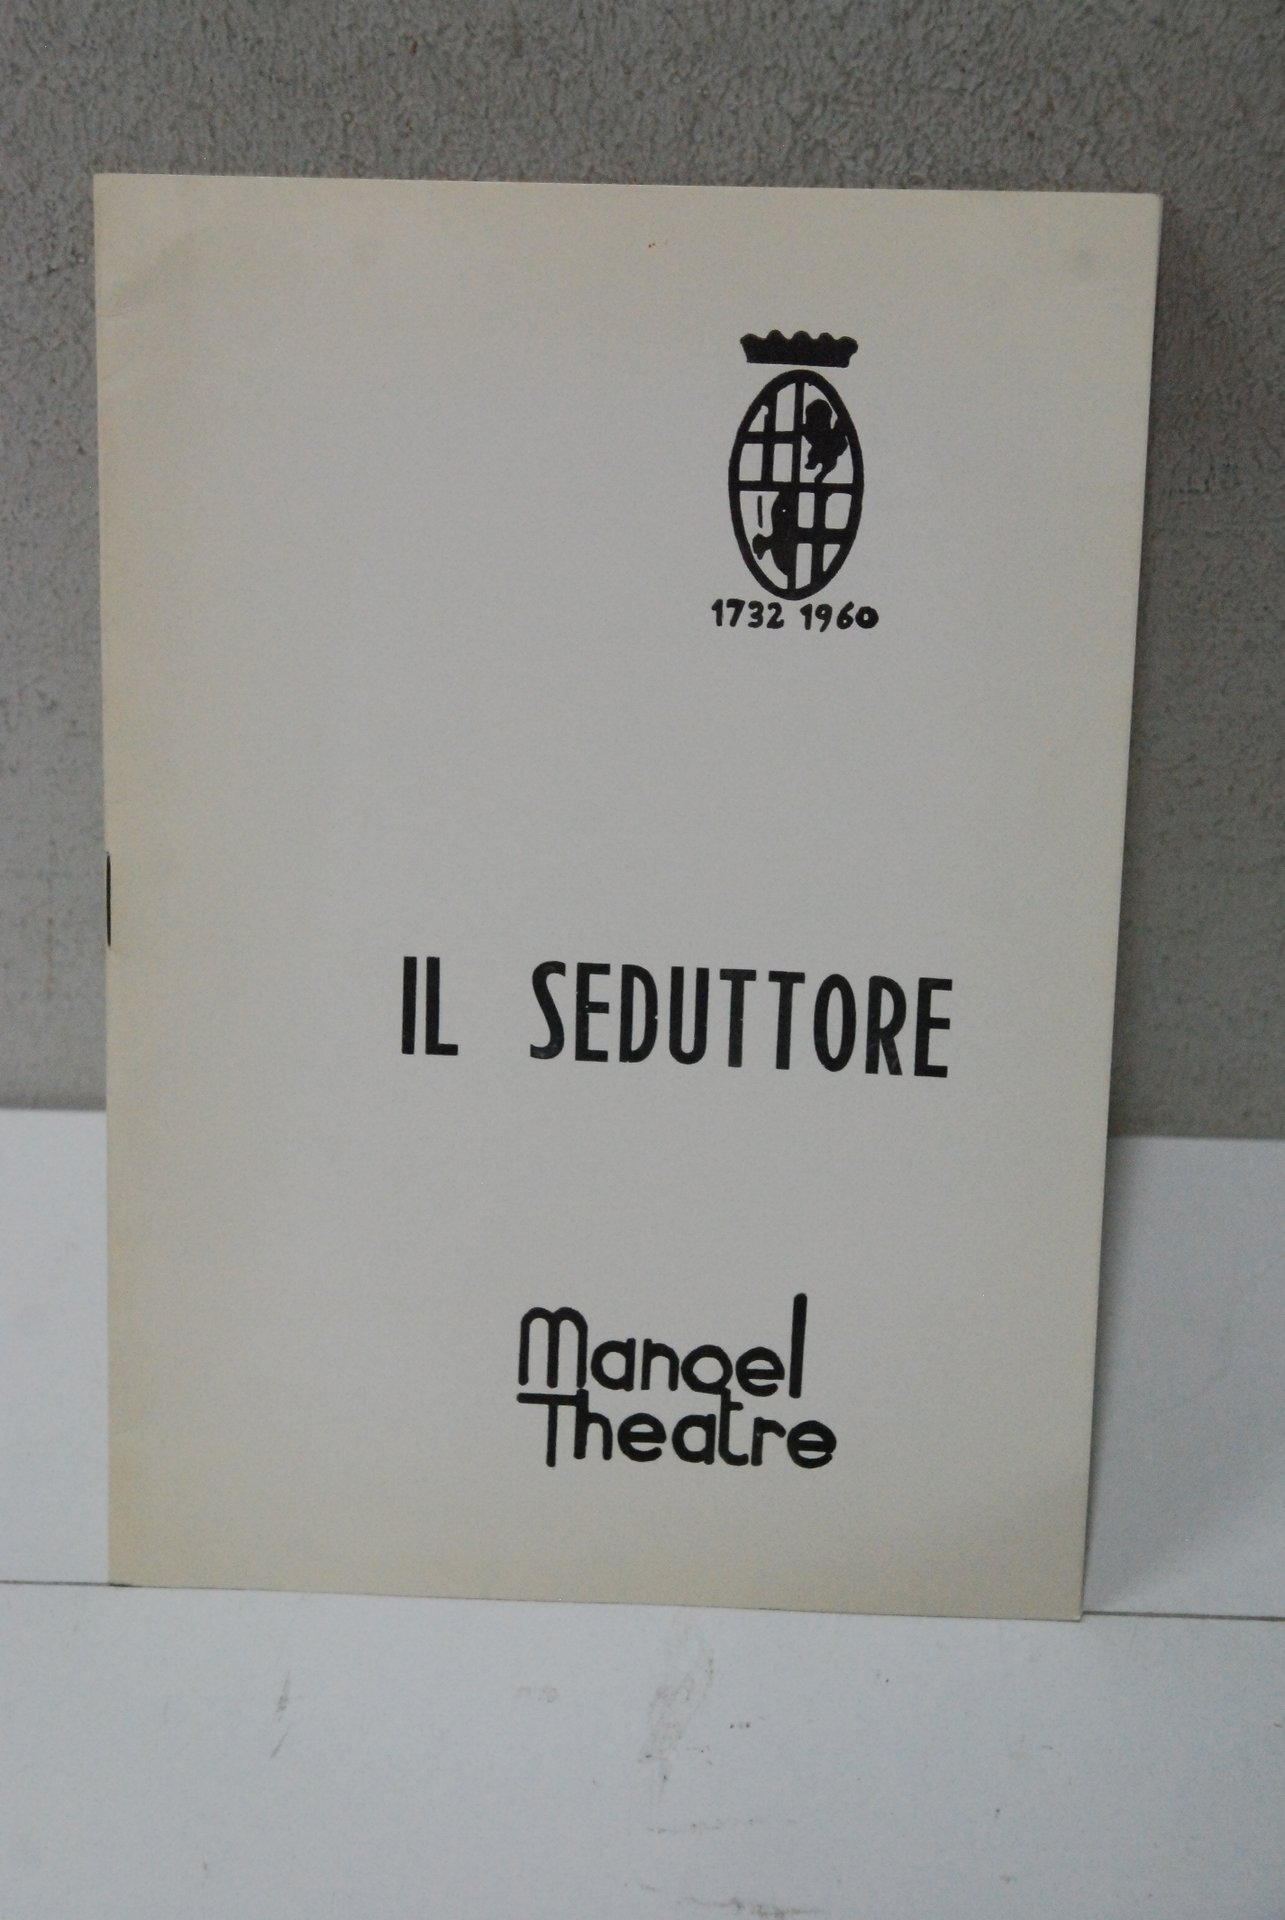 1732 1960
IL SEDUTTORE
Manoel
Theatre